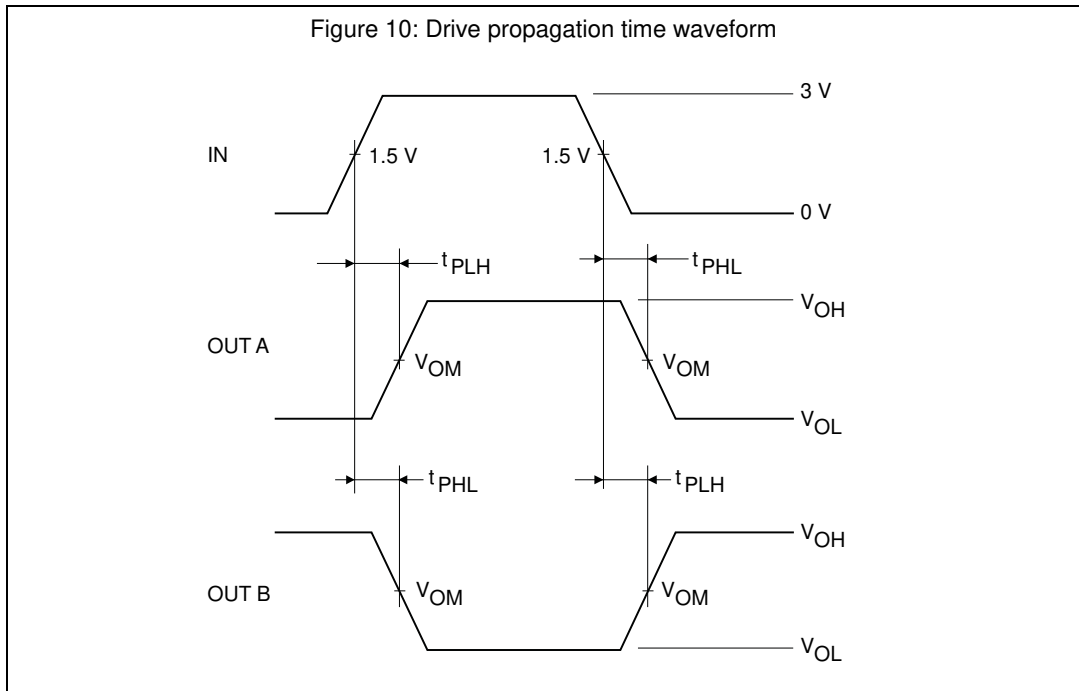 Figure 10: Drive propagation time waveform
3 V
IN
1.5 V
1.5 V
0 V
tPLH
tPHL
VOH
OUT A
VOM
VOM
VOL
tPHL
tPLH
VOH
OUT B
VOM
VOM
VOL